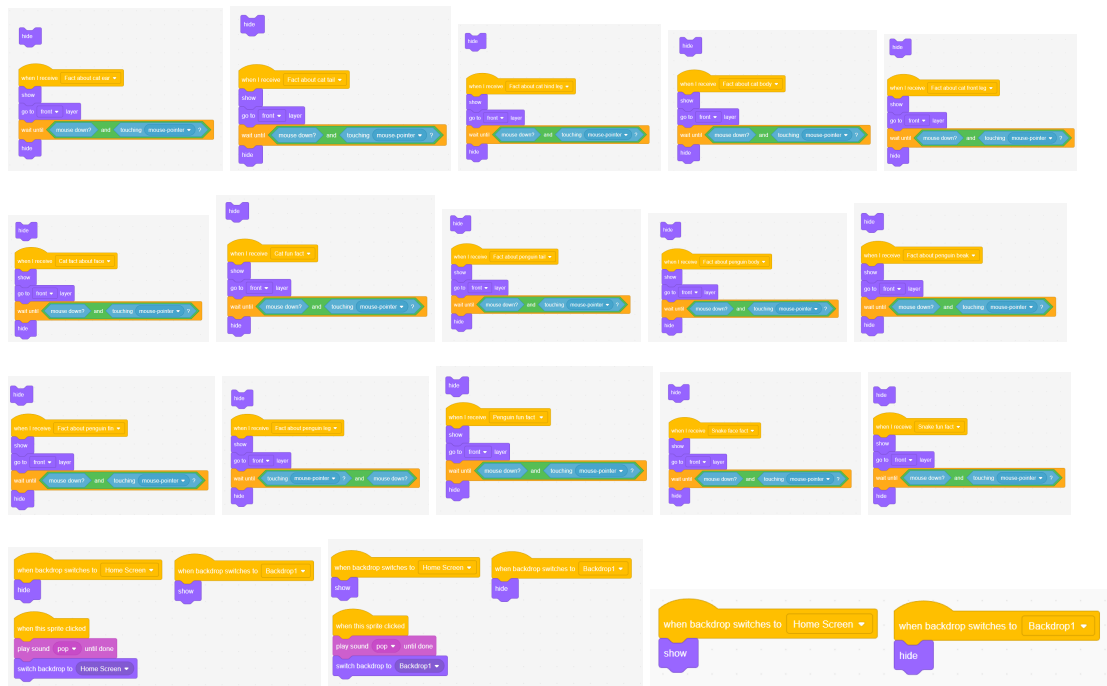 hide
when I receive Fact about cat ear
show
go to front layer
wait until mouse down? and touching mouse-pointer ?
hide
hide
when I receive Fact about cat tail
show
go to front layer
wait until mouse down? and touching mouse-pointer ?
hide
hide
when I receive Fact about cat hind leg
show
go to front layer
wait until mouse down? and touching mouse-pointer ?
hide
hide
when I receive Fact about cat body
show
go to front layer
wait until mouse down? and touching mouse-pointer ?
hide
hide
when I receive Fact about cat front leg
show
go to front layer
wait until mouse down? and touching mouse-pointer ?
hide
hide
when I receive Cat fact about face
show
go to front layer
wait until mouse down? and touching mouse-pointer ?
hide
hide
when I receive Cat fun fact
show
go to front layer
wait until mouse down? and touching mouse-pointer ?
hide
hide
when I receive Fact about penguin tail
show
go to front layer
wait until mouse down? and touching mouse-pointer ?
hide
hide
when I receive Fact about penguin body
show
go to front layer
wait until mouse down? and touching mouse-pointer ?
hide
hide
when I receive Fact about penguin beak
show
go to front layer
wait until mouse down? and touching mouse-pointer ?
hide
hide
when I receive Fact about penguin
show
go to front layer
wait until mouse down? and touching mouse-pointer ?
hide
hide
when I receive Fact about penguin leg
show
go to front layer
wait until touching mouse-pointer ? and mouse down?
hide
hide
when I receive Penguin fun fact
show
go to front layer
wait until mouse down? and touching mouse-pointer ?
hide
hide
when I receive Snake face fact
show
go to front layer
wait until mouse down? and touching mouse-pointer ?
hide
hide
when I receive Snake fun fact
show
go to front layer
wait until mouse down? and touching mouse-pointer ?
hide
when backdrop switches to Home Screen
hide
when backdrop switches to Backdrop1
show
when this sprite clicked
play sound pop until done
switch backdrop to Home Screen
when backdrop switches to Home Screen
show
when backdrop switches to Backdrop1
hide
when this sprite clicked
play sound pop until done
switch backdrop to Backdrop1
when backdrop switches to Home Screen
show
when backdrop switches to Backdrop1
hide